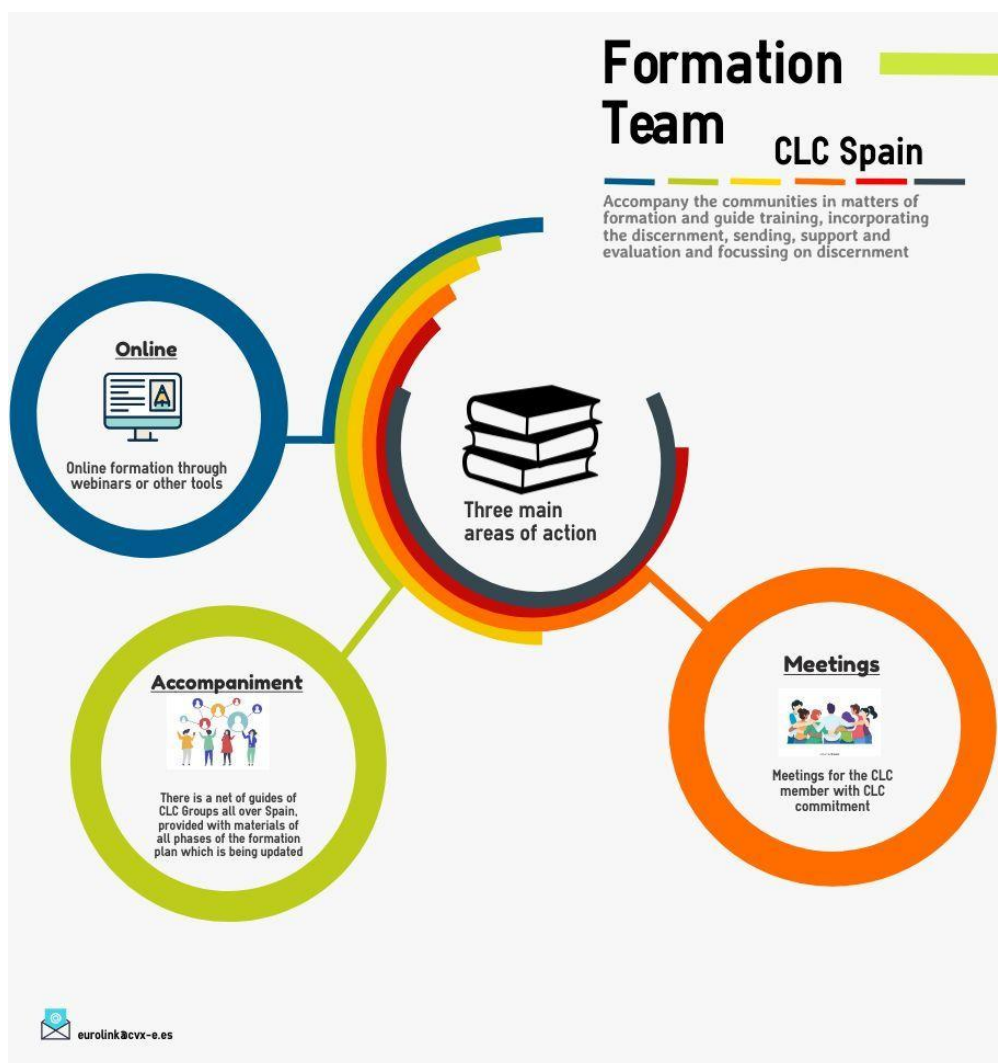 Formation
Team
CLC Spain
Accompany the communities in matters of
formation and guide training, incorporating
the discernment, sending, support and
evaluation and focussing on discernment
Online
Online formation through
webinars or other tools
Three main
areas of action
Accompaniment
There is a net of guides of
CLC Groups all over Spain,
provided with materials of
all phases of the formation
plan which is being updated
Meetings
Meetings for the CLC
member with CLC
commitment
eurolink@cvx-e.es